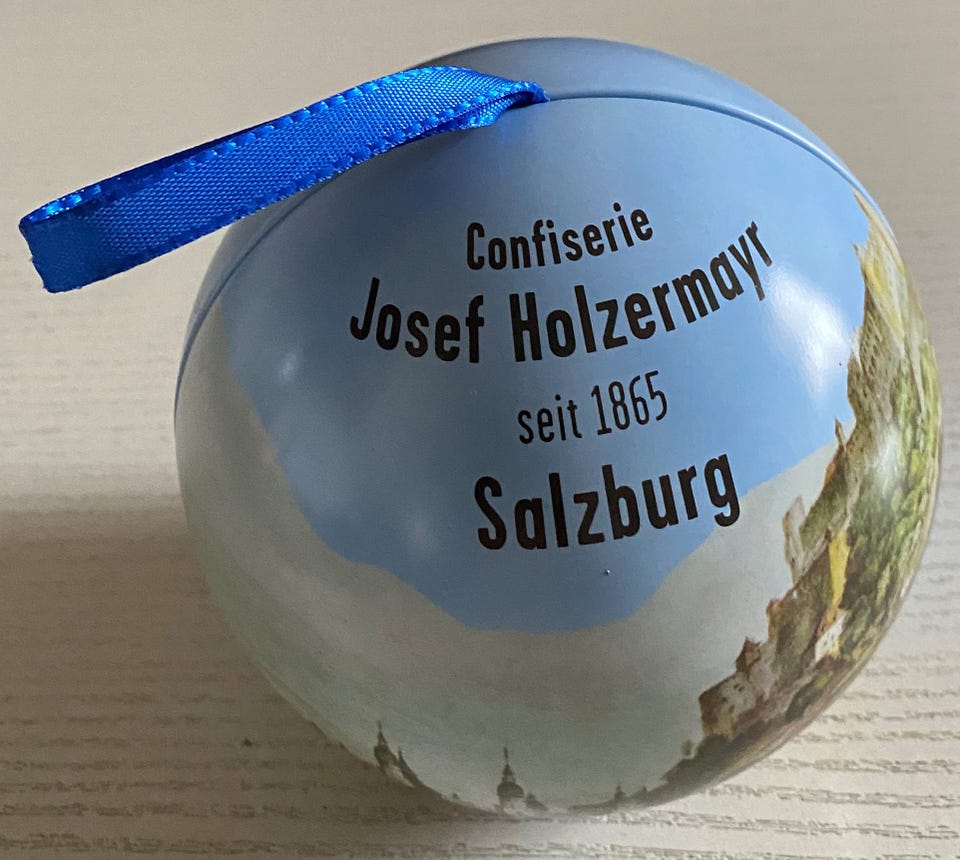 Confiserie
Josef Holzermayr
seit 1865
Salzburg